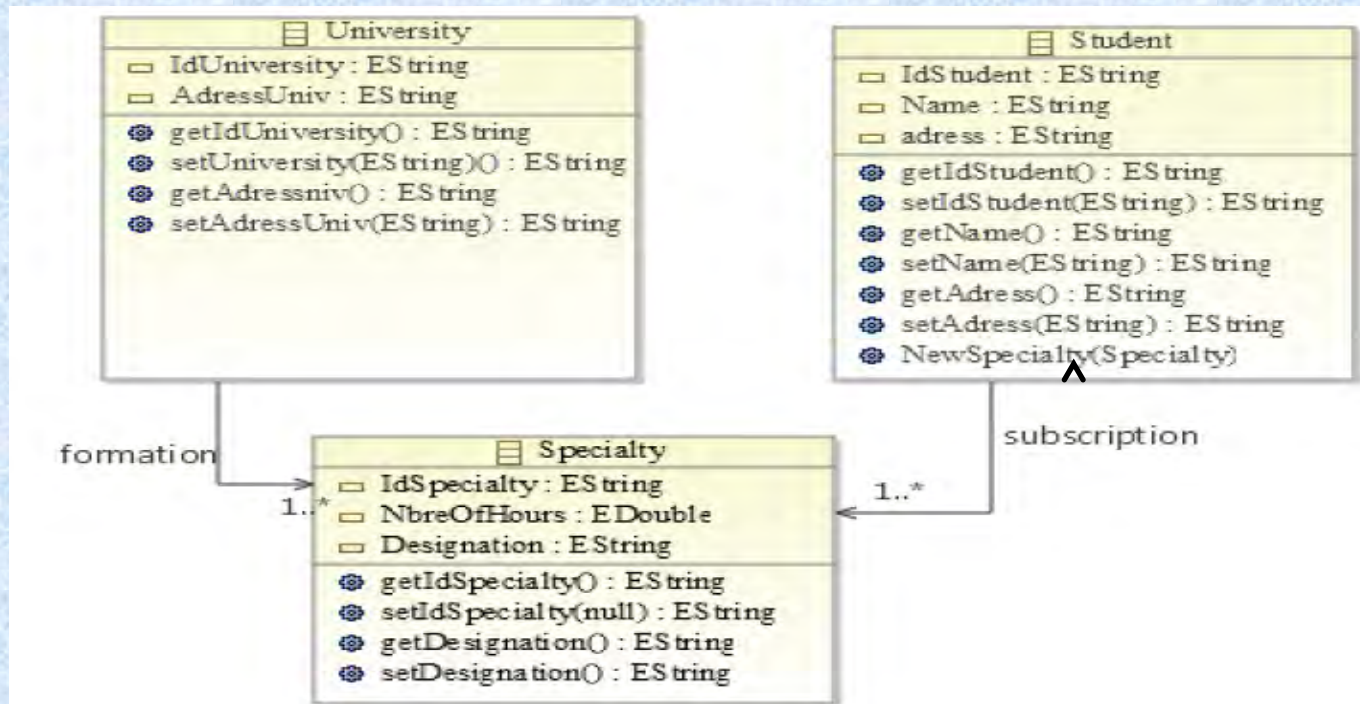 University
IdUniversity : EString
AdressUniv : EString
getIdUniversity() : EString
setUniversity(EString)() : EString
getAdressniv() : EString
setAdressUniv(EString) : EString
Student
IdStudent : EString
Name : EString
adress : EString
getIdStudent() : EString
setIdStudent(EString) : EString
getName() : EString
setName(EString) : EString
getAdress() : EString
setAdress(EString) : EString
NewSpecialty(Specialty)
formation
1..*
subscription
1..*
Specialty
IdSpecialty : EString
NbreOfHours : EDouble
Designation : EString
getIdSpecialty() : EString
setIdSpecialty(null) : EString
getDesignation() : EString
setDesignation() : EString